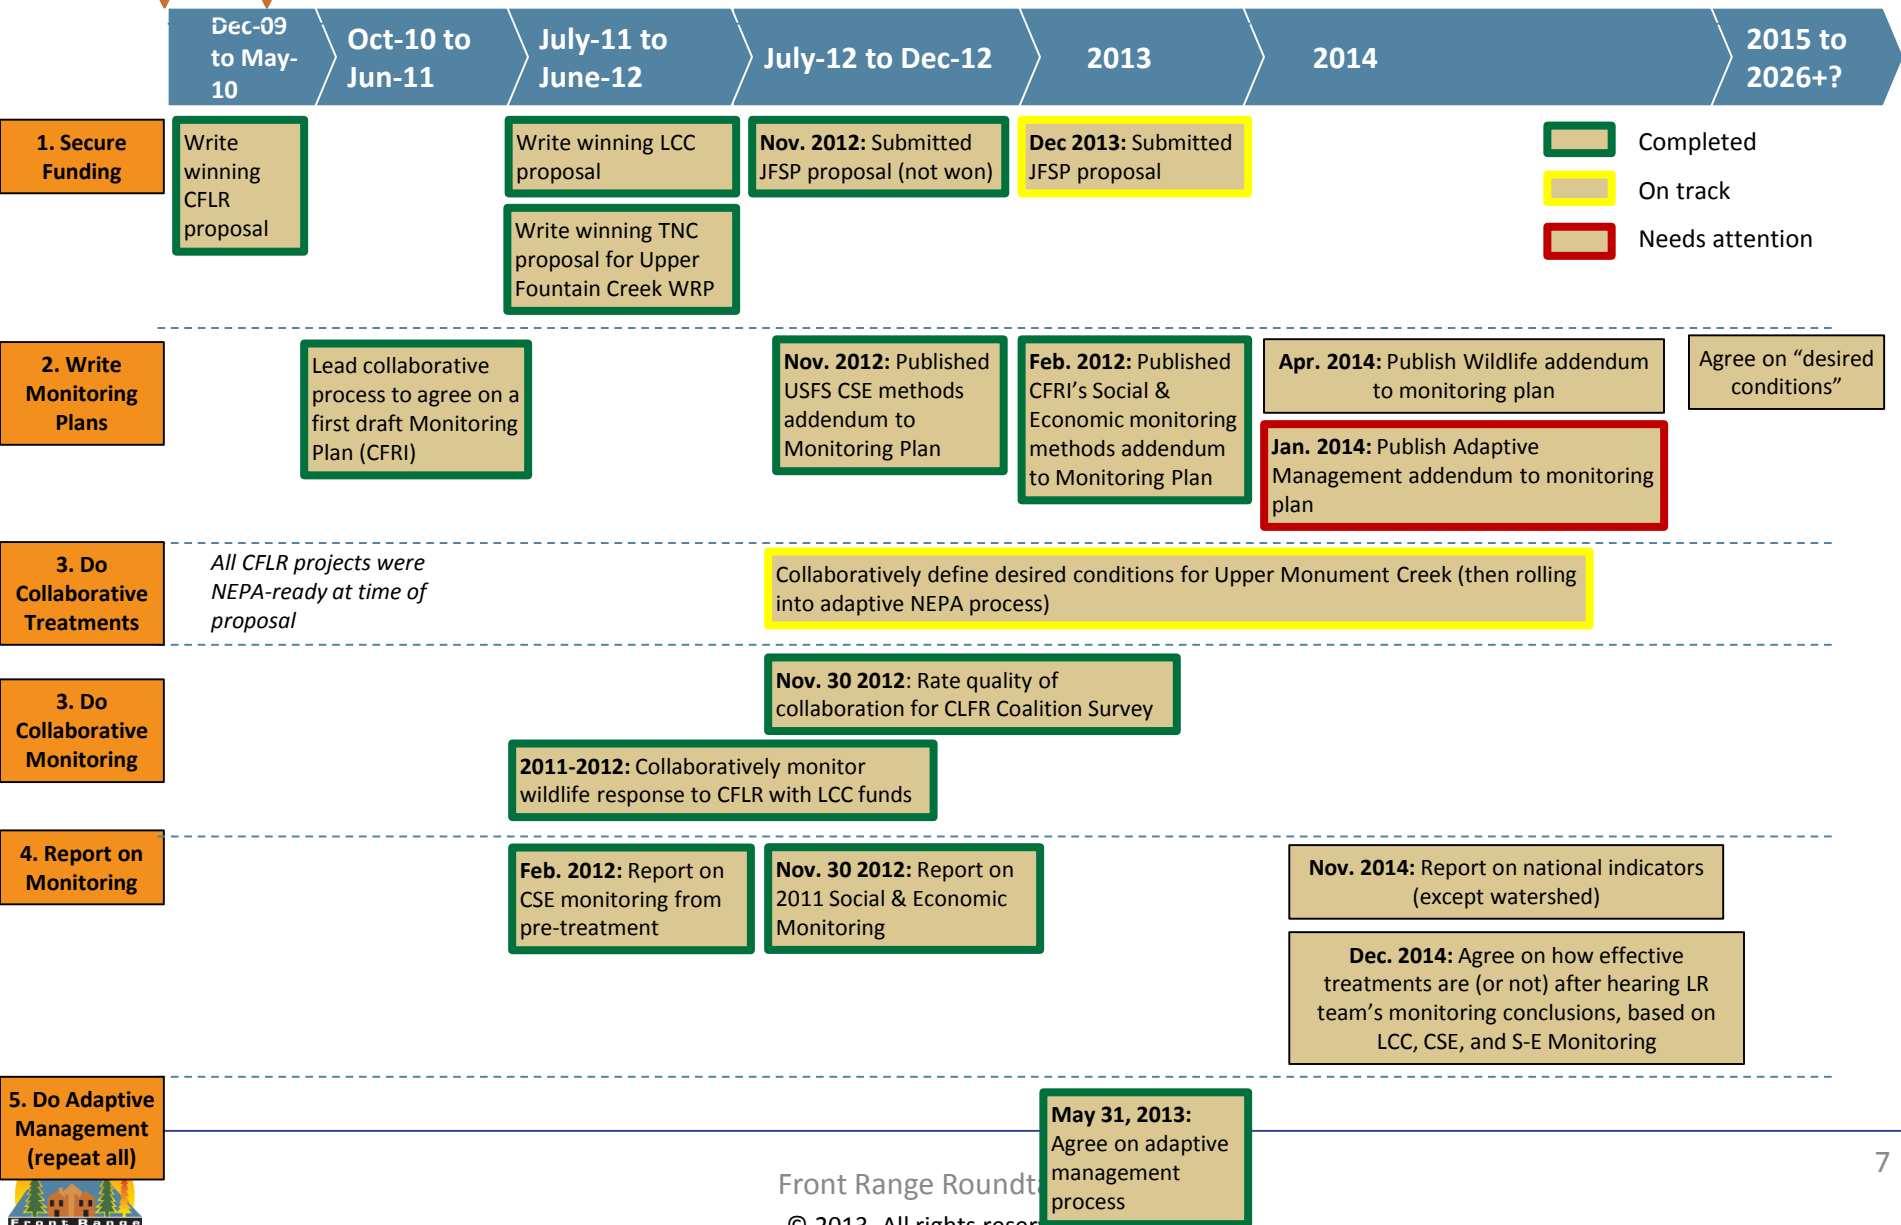 Dec-09
to May-
10
Oct-10 to
Jun-11
July-11 to
June-12
July-12 to Dec-12
2013
2014
2015 to
2026+?
1. Secure
Funding
Write
winning
CFLR
proposal
Write winning LCC
proposal
Write winning TNC
proposal for Upper
Fountain Creek WRP
Nov. 2012: Submitted
JFSP proposal (not won)
Dec 2013: Submitted
JFSP proposal
Completed
On track
Needs attention
2. Write
Monitoring
Plans
Lead collaborative
process to agree on a
first draft Monitoring
Plan (CFRI)
Nov. 2012: Published
USFS CSE methods
addendum to
Monitoring Plan
Feb. 2012: Published
CFRI's Social &
Economic monitoring
methods addendum
to Monitoring Plan
Apr. 2014: Publish Wildlife addendum
to monitoring plan
Jan. 2014: Publish Adaptive
Management addendum to monitoring
plan
Agree on “desired
conditions”
3. Do
Collaborative
Treatments
All CFLR projects were
NEPA-ready at time of
proposal
Collaboratively define desired conditions for Upper Monument Creek (then rolling
into adaptive NEPA process)
3. Do
Collaborative
Monitoring
Nov. 30 2012: Rate quality of
collaboration for CLFR Coalition Survey
2011-2012: Collaboratively monitor
wildlife response to CFLR with LCC funds
4. Report on
Monitoring
Feb. 2012: Report on
CSE monitoring from
pre-treatment
Nov. 30 2012: Report on
2011 Social & Economic
Monitoring
Nov. 2014: Report on national indicators
(except watershed)
Dec. 2014: Agree on how effective
treatments are (or not) after hearing LR
team's monitoring conclusions, based on
LCC, CSE, and S-E Monitoring
5. Do Adaptive
Management
(repeat all)
May 31, 2013:
Agree on adaptive
management
process
Front Range
Front Range Roundta
© 2013. All rights reser
7